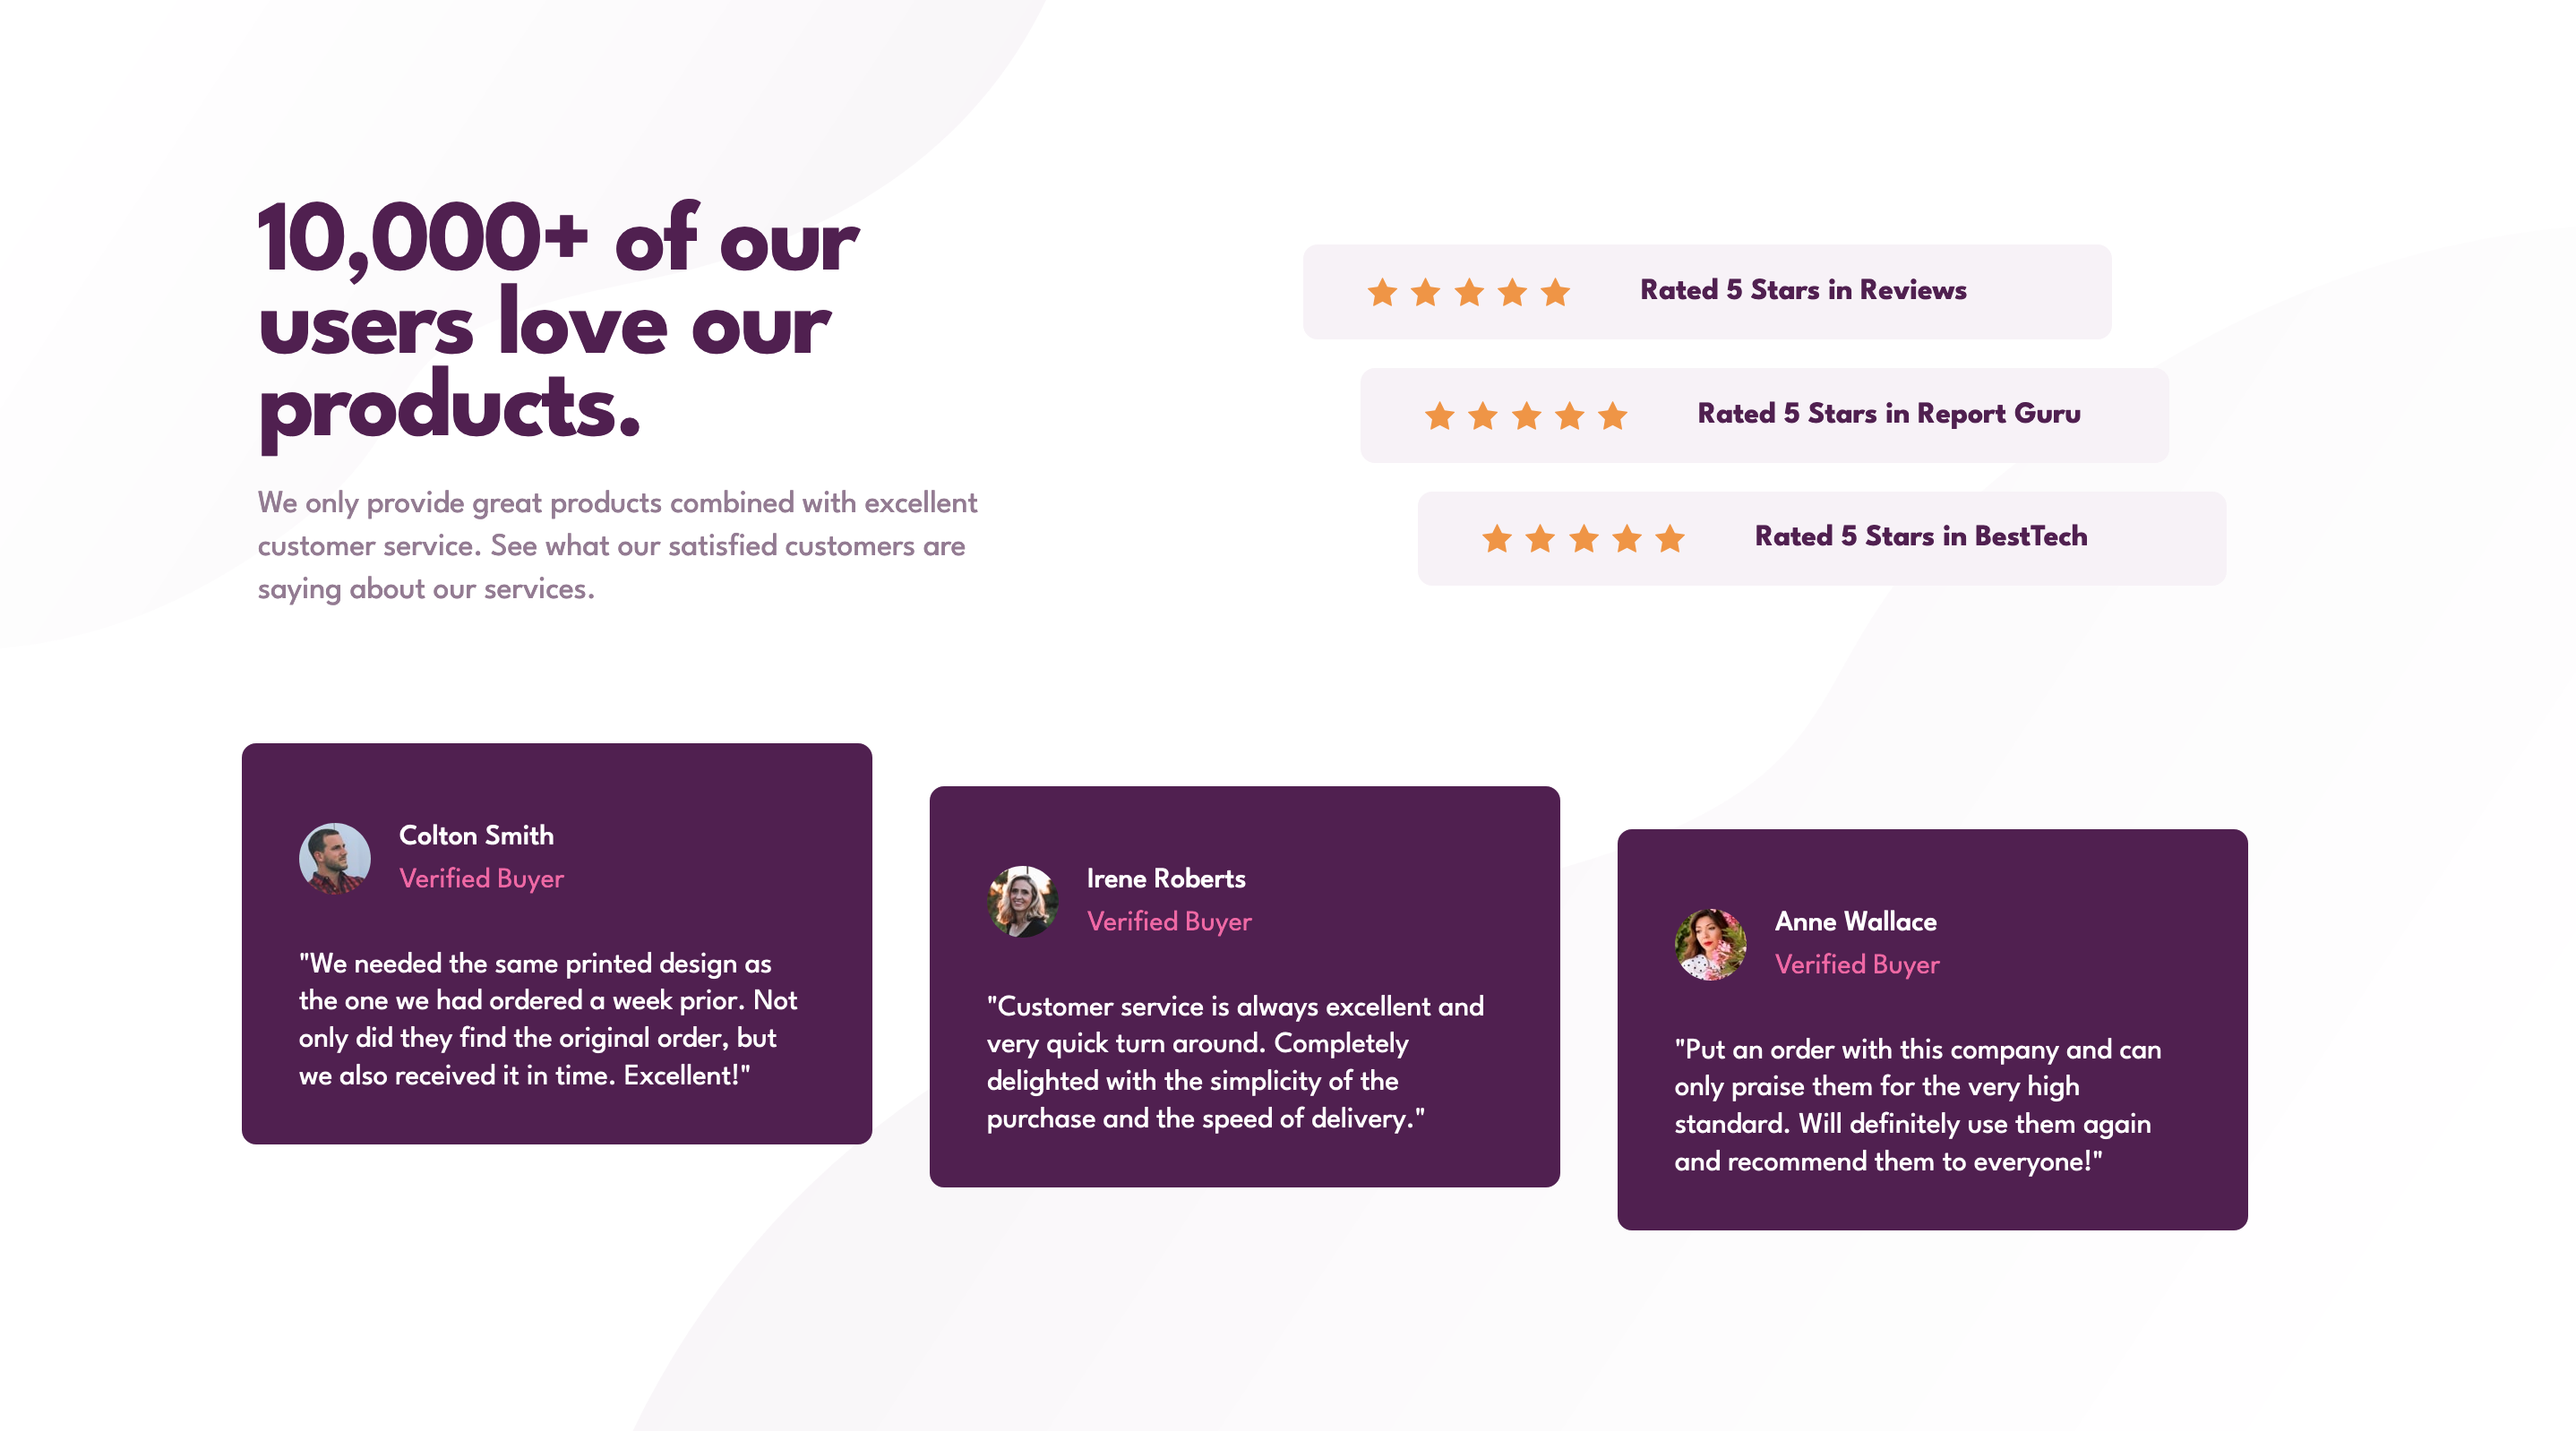 10,000+ of our
users love our
products.
We only provide great products combined with excellent
customer service. See what our satisfied customers are
saying about our services.
Rated 5 Stars in Reviews
Rated 5 Stars in Report Guru
Rated 5 Stars in BestTech
Colton Smith
Verified Buyer
"We needed the same printed design as
the one we had ordered a week prior. Not
only did they find the original order, but
we also received it in time. Excellent!"
Irene Roberts
Verified Buyer
"Customer service is always excellent and
very quick turn around. Completely
delighted with the simplicity of the
purchase and the speed of delivery."
Anne Wallace
Verified Buyer
"Put an order with this company and can
only praise them for the very high
standard. Will definitely use them again
and recommend them to everyone!"